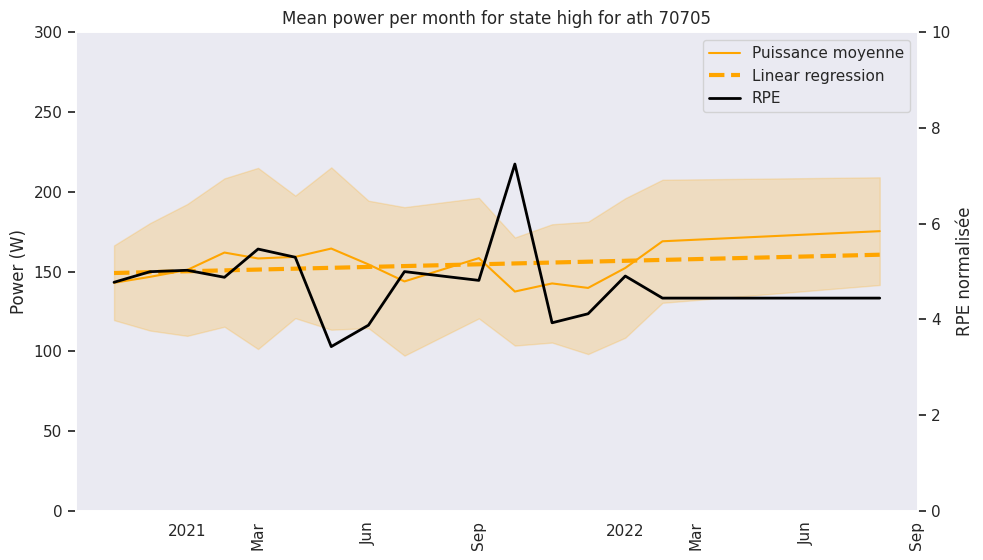 Mean power per month for state high for ath 70705
Puissance moyenne
Linear regression
RPE
Power (W)
300
250
200
150
100
50
0
RPE normalisée
10
8
6
4
2
0
2021
Mar
Jun
Sep
2022
Mar
Jun
Sep